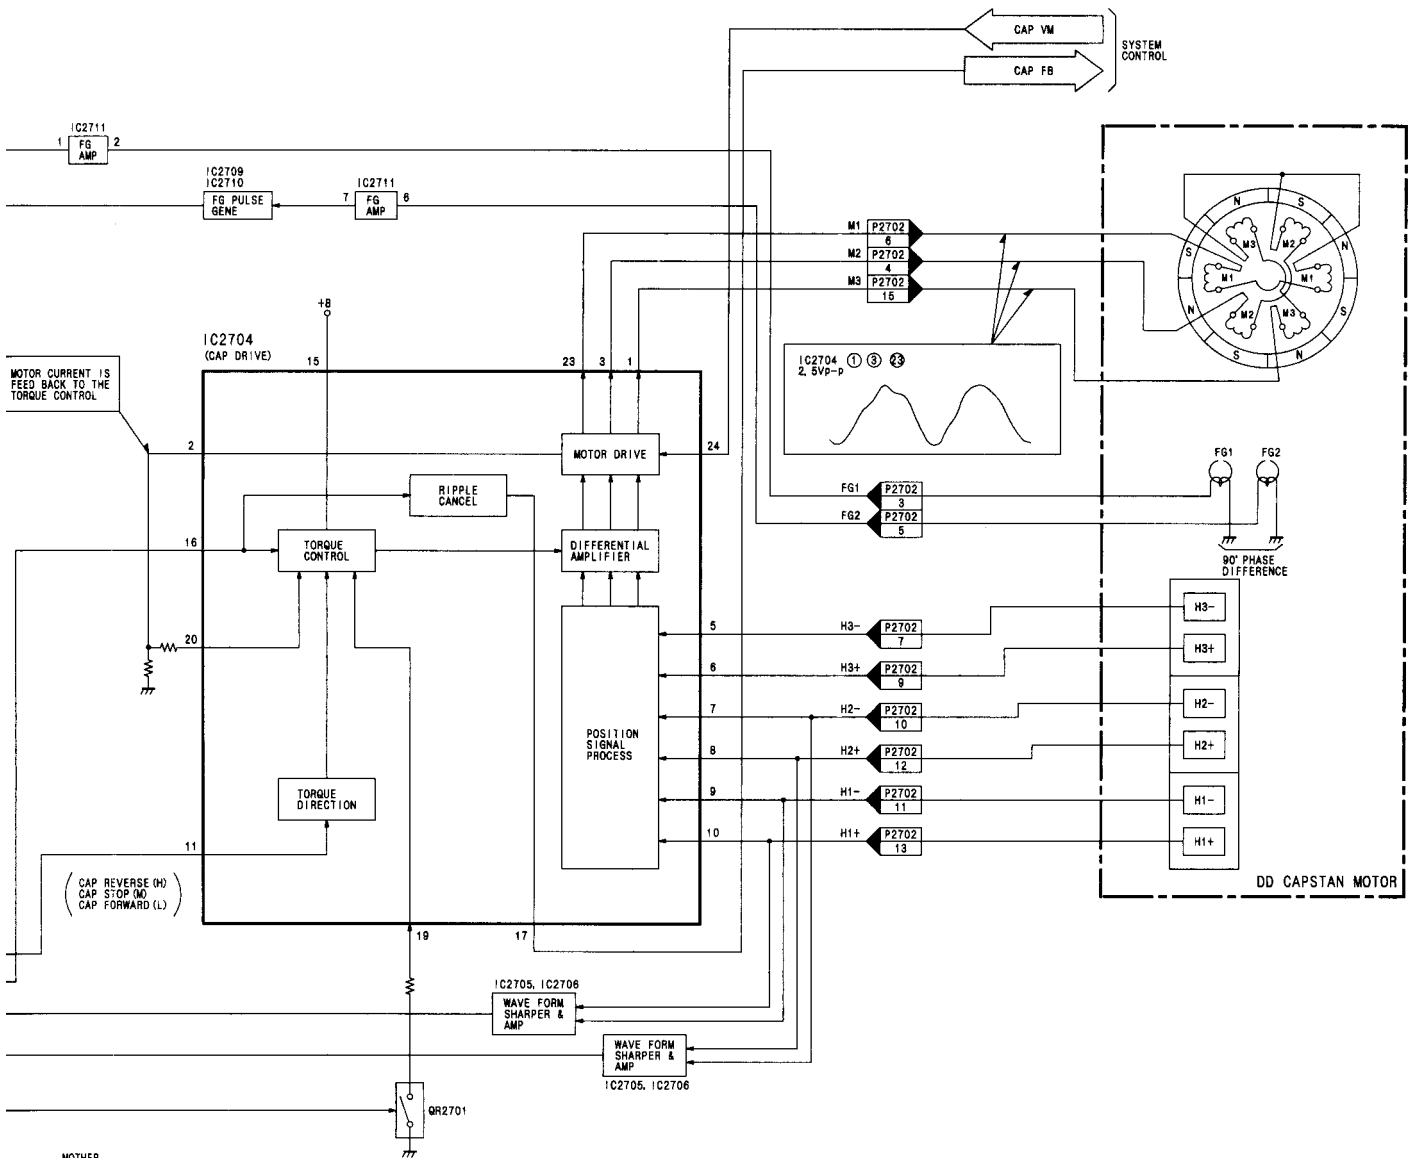 CAP VM
SYSTEM
CONTROL
CAP FB
IC2711
1
FG
AMP
2
IC2709
IC2710
FG PULSE
GENE
IC2711
7
FG
AMP
6
M1
P2702
6
M2
P2702
4
M3
P2702
15
N
S
S
N
N
S
S
N
M3
M2
M1
M1
M2
M3
+8
IC2704
(CAP DRIVE)
15
23
3
1
IC2704 ① ③ ㉓
2.5Vp-p
MOTOR CURRENT IS
FEED BACK TO THE
TORQUE CONTROL
2
MOTOR DRIVE
24
RIPPLE
CANCEL
FG1
P2702
3
FG2
P2702
5
FG1
FG2
90° PHASE
DIFFERENCE
16
TORQUE
CONTROL
DIFFERENTIAL
AMPLIFIER
20
5
H3-
P2702
7
H3-
6
H3+
P2702
9
H3+
7
H2-
P2702
10
H2-
POSITION
SIGNAL
PROCESS
8
H2+
P2702
12
H2+
TORQUE
DIRECTION
9
H1-
P2702
11
H1-
10
H1+
P2702
13
H1+
11
CAP REVERSE(H)
CAP STOP(M)
CAP FORWARD(L)
DD CAPSTAN MOTOR
19
17
IC2705, IC2706
WAVE FORM
SHARPER &
AMP
WAVE FORM
SHARPER &
AMP
IC2705, IC2706
QR2701
MOTHER